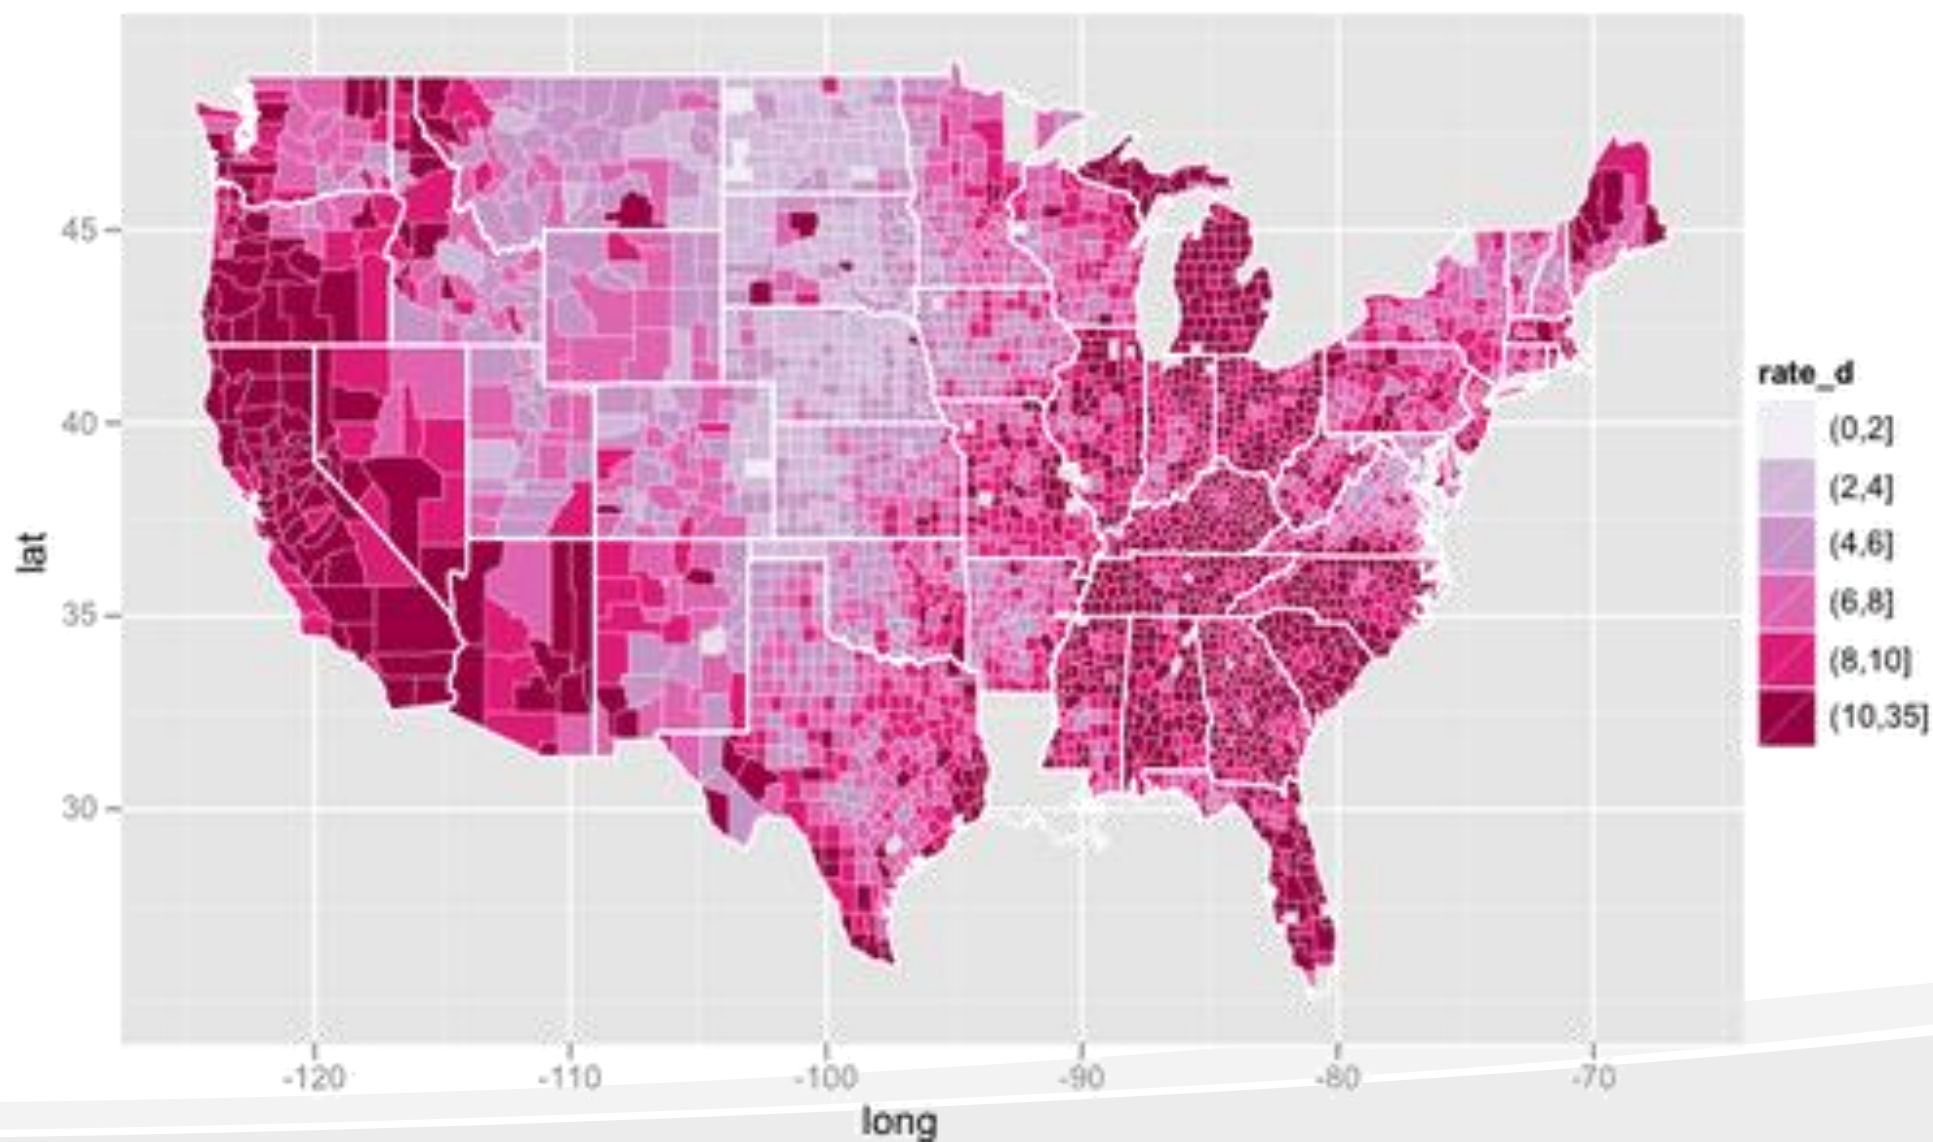 lat
45
40
35
30
-120 -110 -100 -90 -80 -70
long
rate_d
(0,2]
(2,4]
(4,6]
(6,8]
(8,10]
(10,35]